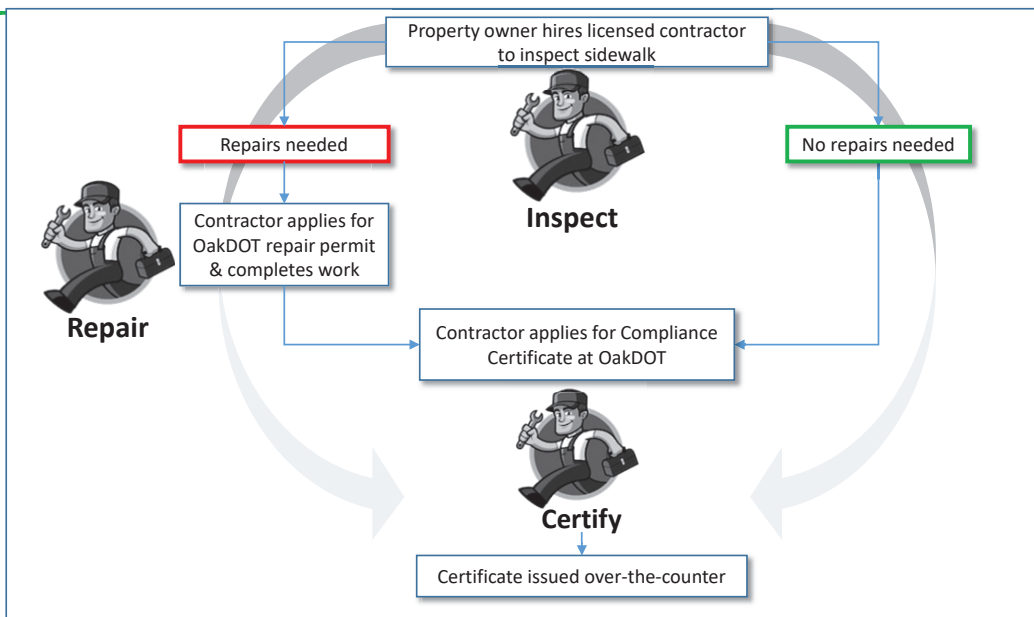 Property owner hires licensed contractor
to inspect sidewalk
Repairs needed
No repairs needed
Inspect
Contractor applies for
OakDOT repair permit
& completes work
Repair
Contractor applies for Compliance
Certificate at OakDOT
Certify
Certificate issued over-the-counter